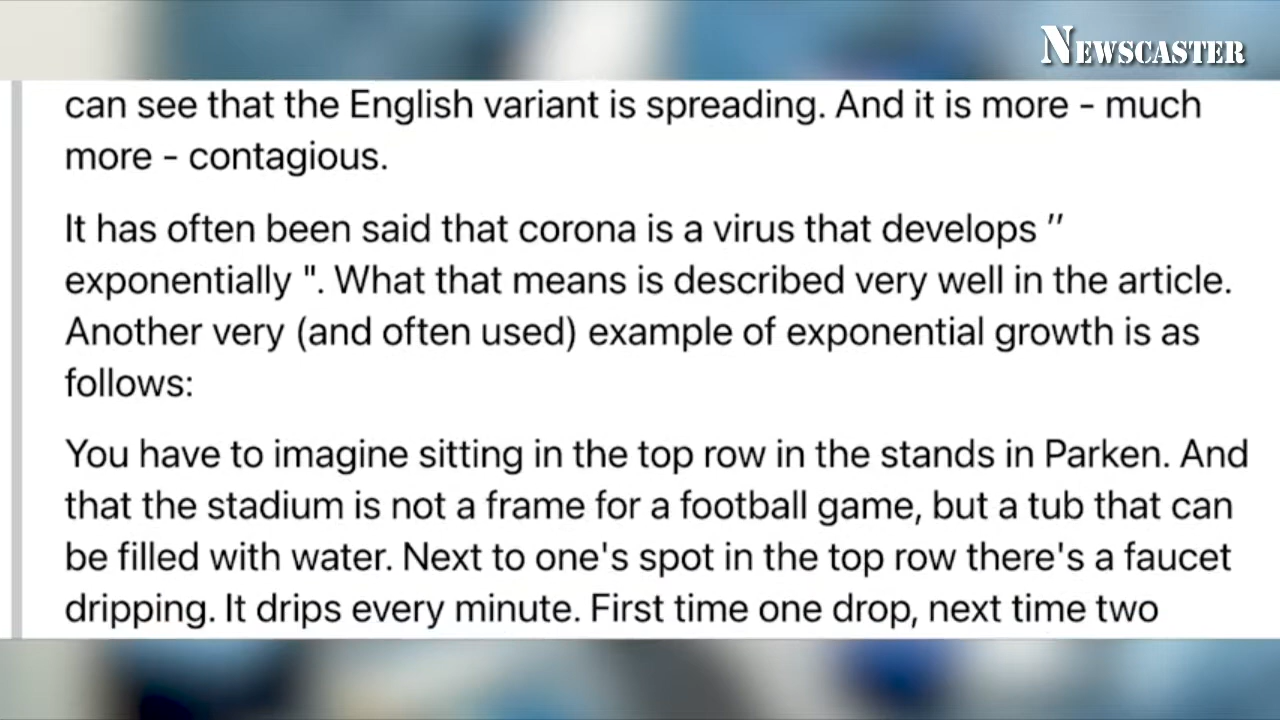 NEWSCASTER
can see that the English variant is spreading. And it is more - much
more - contagious.
It has often been said that corona is a virus that develops ′′
exponentially ". What that means is described very well in the article.
Another very (and often used) example of exponential growth is as
follows:
You have to imagine sitting in the top row in the stands in Parken. And
that the stadium is not a frame for a football game, but a tub that can
be filled with water. Next to one's spot in the top row there's a faucet
dripping. It drips every minute. First time one drop, next time two